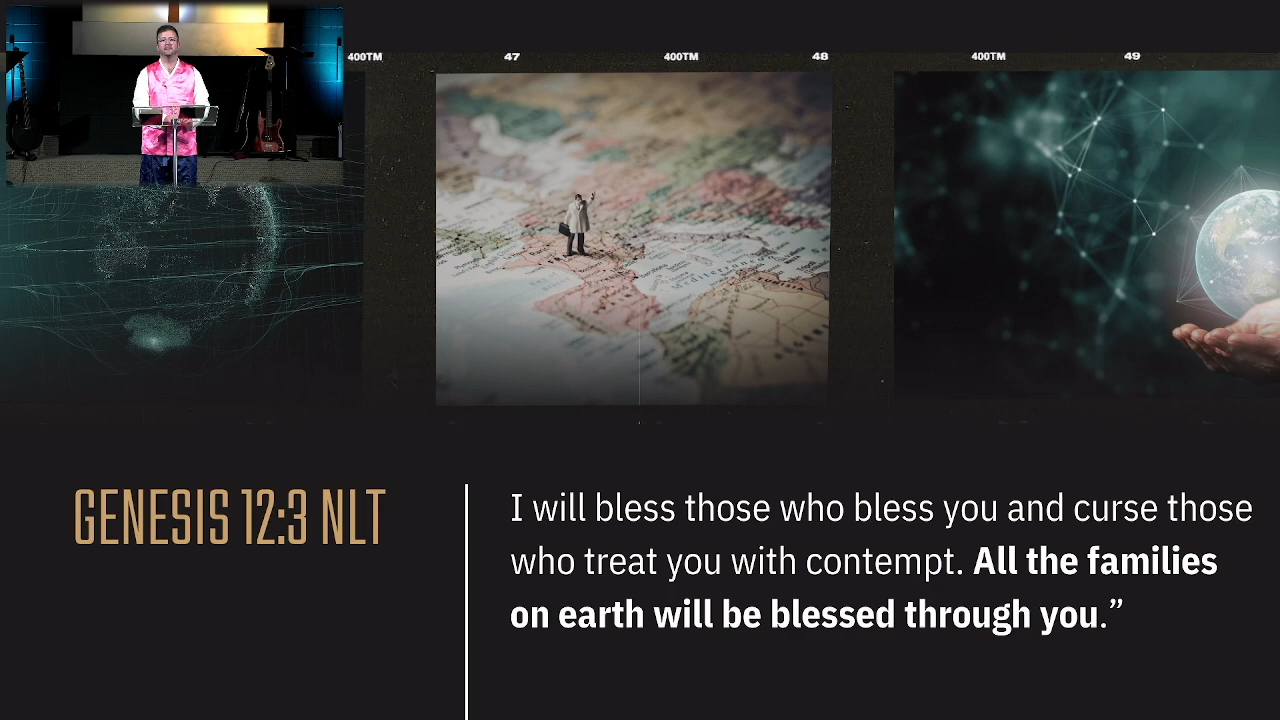 400TM 47 400TM 48 400TM 49
GENESIS 12:3 NLT
I will bless those who bless you and curse those
who treat you with contempt. All the families
on earth will be blessed through you.”